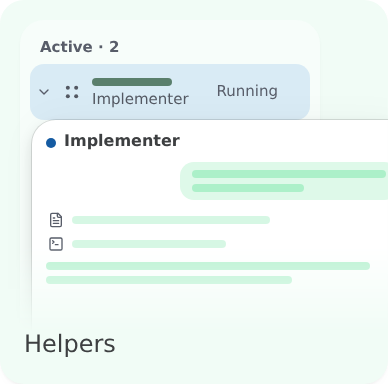 Active · 2
Implementer
Running
Implementer
Helpers